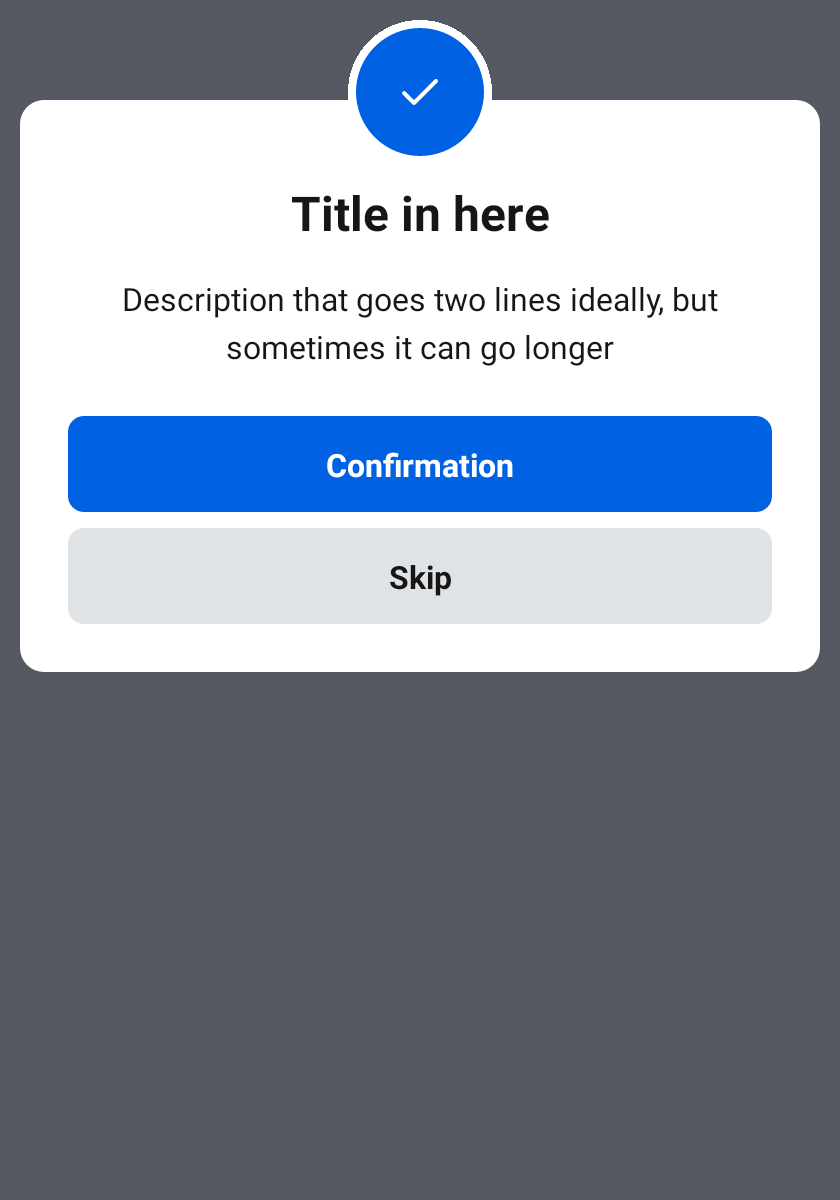 Title in here
Description that goes two lines ideally, but
sometimes it can go longer
Confirmation
Skip